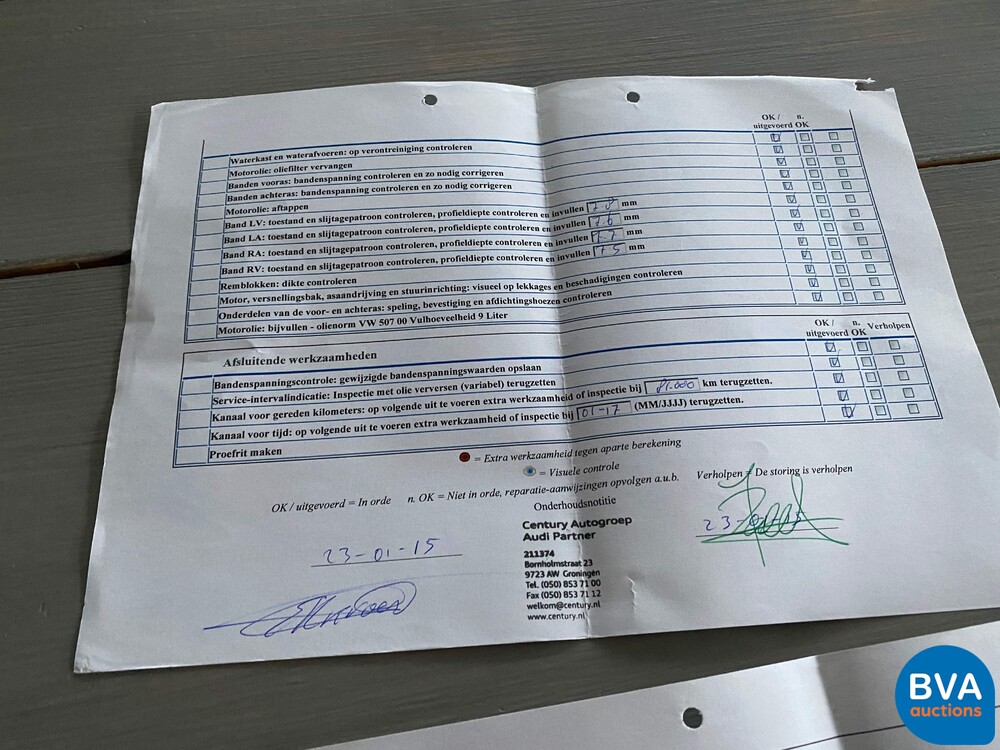 OK / uitgevoerd n. OK
Waterkast en waterafvoeren: op verontreiniging controleren
Motorolie: oliefilter vervangen
Banden vooras: bandenspanning controleren en zo nodig corrigeren
Banden achteras: bandenspanning controleren en zo nodig corrigeren
Motorolie: aftappen
Band LV: toestand en slijtagepatroon controleren, profieldiepte controleren en invullen mm
Band LA: toestand en slijtagepatroon controleren, profieldiepte controleren en invullen 7.6 mm
Band RA: toestand en slijtagepatroon controleren, profieldiepte controleren en invullen mm
Band RV: toestand en slijtagepatroon controleren, profieldiepte controleren en invullen 7.5 mm
Remblokken: dikte controleren
Motor, versnellingsbak, asaandrijving en stuurinrichting: visueel op lekkages en beschadigingen controleren
Onderdelen van de voor- en achteras: speling, bevestiging en afdichtingshoezen controleren
Motorolie: bijvullen - olienorm VW 507 00 Vulhoeveelheid 9 Liter
OK / uitgevoerd n. OK Verholpen
Afsluitende werkzaamheden
Bandenspanningscontrole: gewijzigde bandenspanningswaarden opslaan
Service-intervalindicatie: Inspectie met olie verversen (variabel) terugzetten
Kanaal voor gereden kilometers: op volgende uit te voeren extra werkzaamheid of inspectie bij 81.000 km terugzetten.
Kanaal voor tijd: op volgende uit te voeren extra werkzaamheid of inspectie bij 01-17 (MM/JJJJ) terugzetten.
Proefrit maken
= Extra werkzaamheid tegen aparte berekening
= Visuele controle
OK / uitgevoerd = In orde n. OK = Niet in orde, reparatie-aanwijzingen opvolgen a.u.b. Verholpen = De storing is verholpen
Onderhoudsnotitie
Century Autogroep
Audi Partner
211374
Bornholmstraat 23
9723 AW Groningen
Tel. (050) 853 71 00
Fax (050) 853 71 12
welkom@century.nl
www.century.nl
23-01-15
23
BVA
auctions